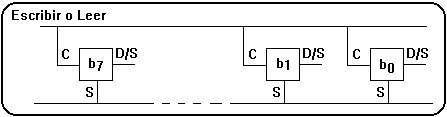 Escribir o Leer
C D/S C D/S C D/S
b7 b1 b0
S S S